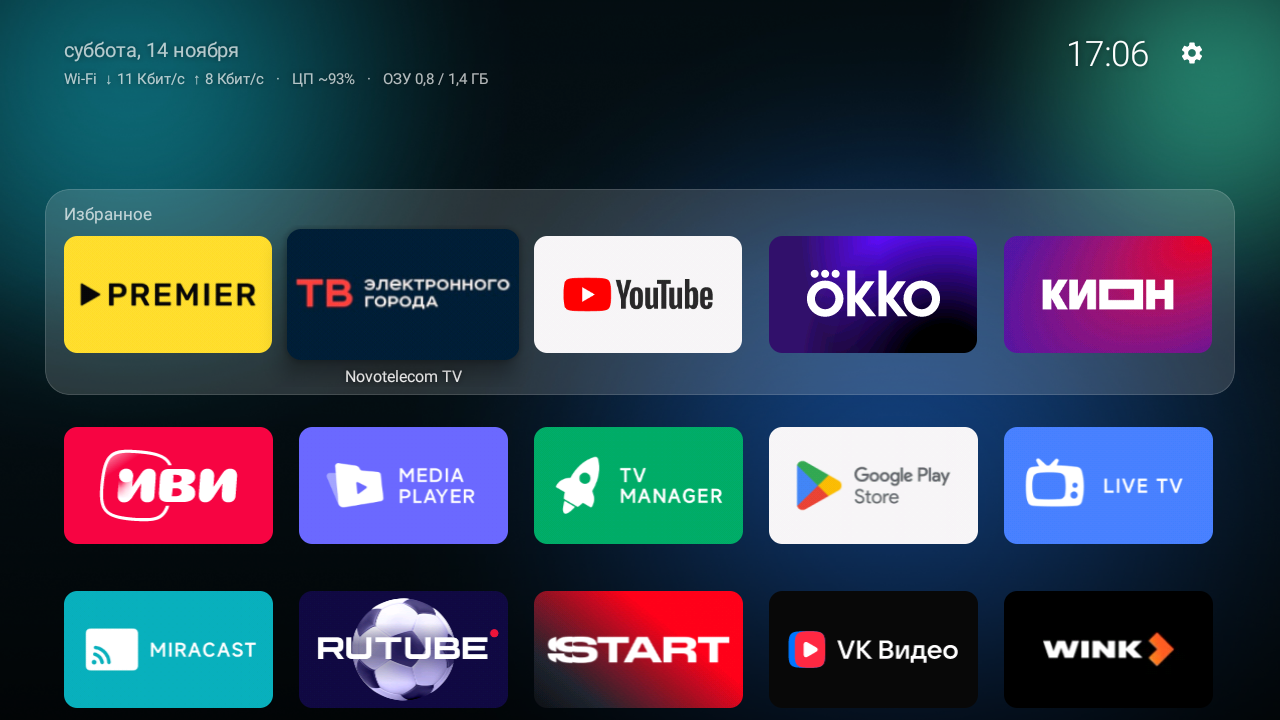 суббота, 14 ноября
17:06
Wi-Fi ↓ 11 Кбит/с ↑ 8 Кбит/с · ЦП ~93% · ОЗУ 0,8 / 1,4 ГБ
Избранное
PREMIER
ТВ ЭЛЕКТРОННОГО ГОРОДА
YouTube
ökko
КИОН
Novotelecom TV
иви
MEDIA PLAYER
TV MANAGER
Google Play Store
LIVE TV
MIRACAST
RUTUBE
START
VK Видео
WINK